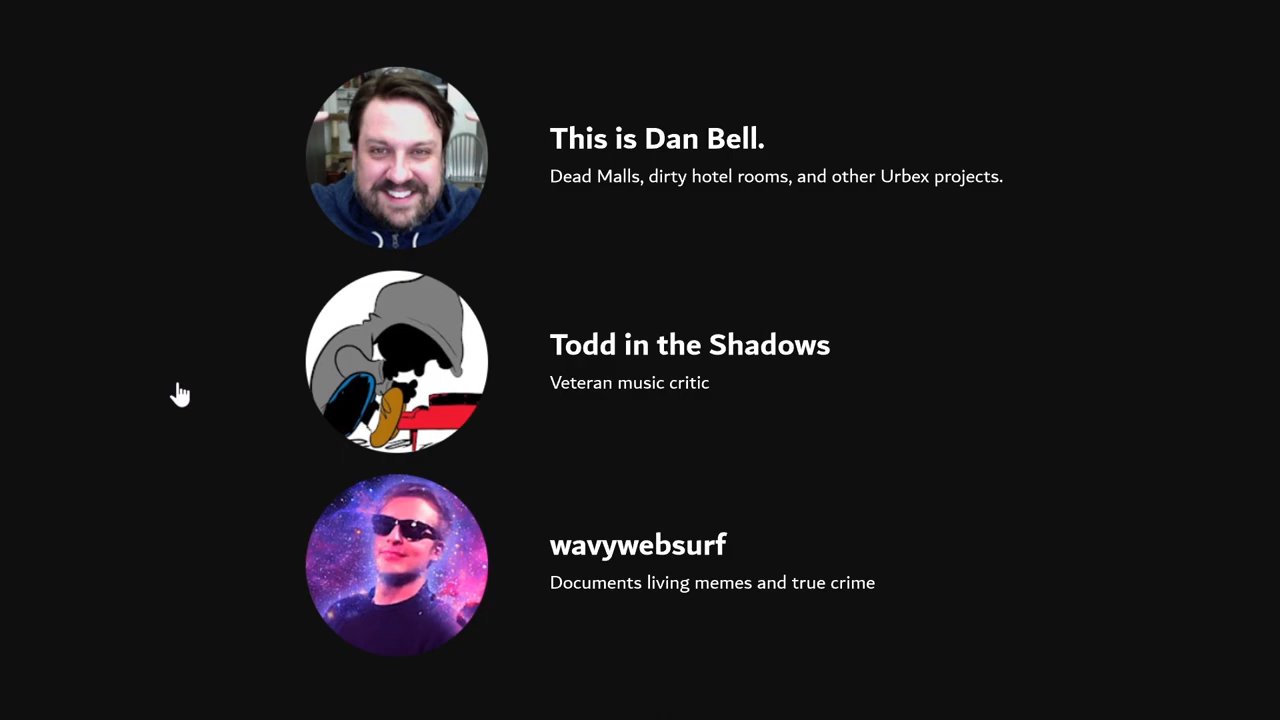 This is Dan Bell.
Dead Malls, dirty hotel rooms, and other Urbex projects.
Todd in the Shadows
Veteran music critic
wavywebsurf
Documents living memes and true crime